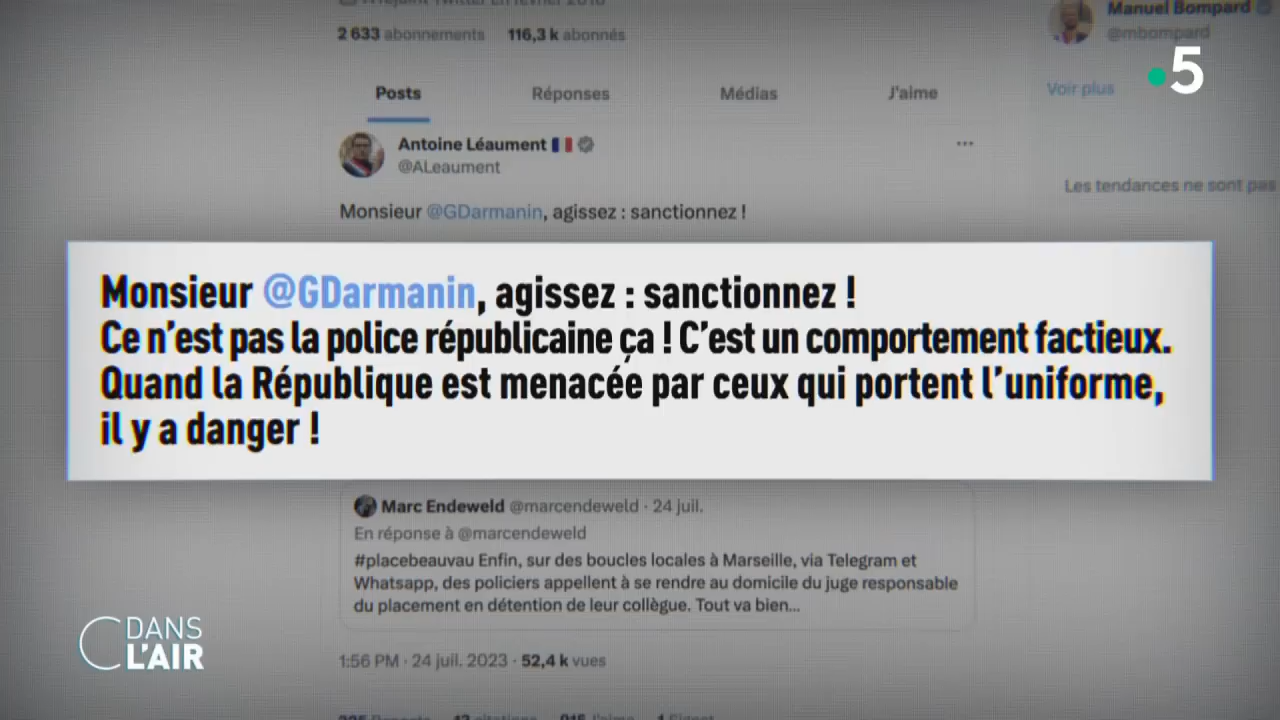 2 633 abonnements 116,3 k abonnés
Manuel Bompard
@mbompard
Voir plus
5
Posts Réponses Médias J'aime
Antoine Léaument
@ALeaument
Les tendances ne sont pas
Monsieur @GDarmanin, agissez : sanctionnez !
Monsieur @GDarmanin, agissez : sanctionnez !
Ce n'est pas la police républicaine ça ! C'est un comportement factieux.
Quand la République est menacée par ceux qui portent l'uniforme,
il y a danger !
Marc Endeweld @marcendeweld · 24 juil.
En réponse à @marcendeweld
#placebeauvau Enfin, sur des boucles locales à Marseille, via Telegram et
Whatsapp, des policiers appellent à se rendre au domicile du juge responsable
du placement en détention de leur collègue. Tout va bien...
C DANS
L'AIR
1:56 PM · 24 juil. 2023 · 52,4 k vues